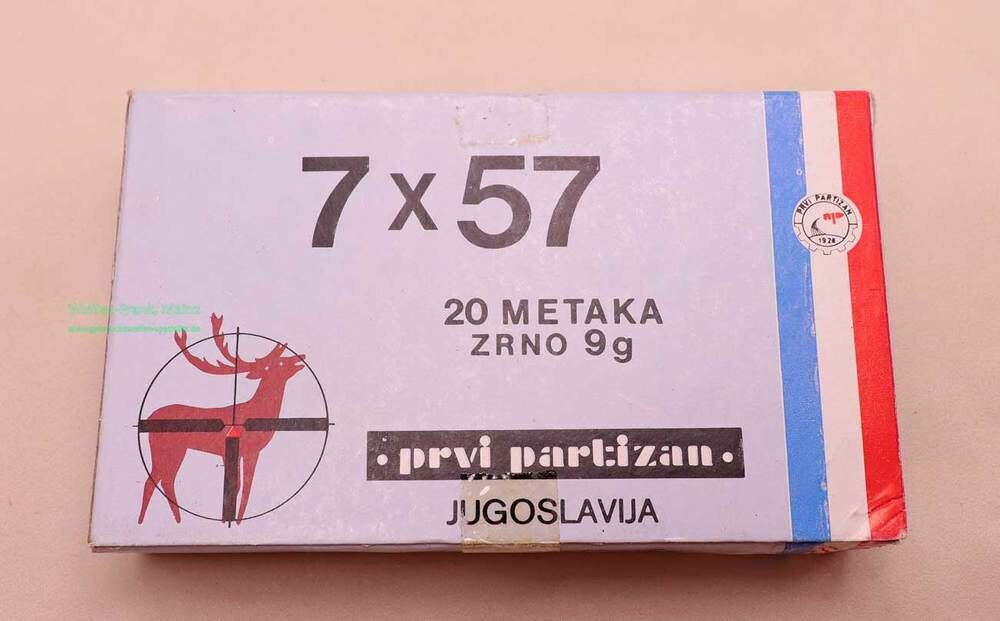 7 x 57
PRVI PARTIZAN
1928
20 METAKA
ZRNO 9g
• prvi partizan •
JUGOSLAVIJA